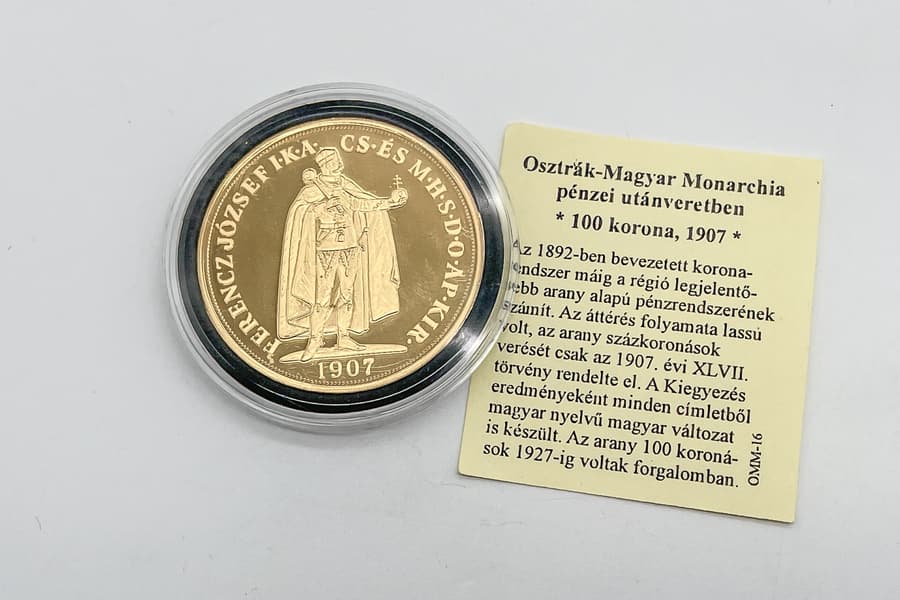 FERENCZ JÓZSEF I·K·A· CS·ÉS M·H·S·D·O·AP·KIR·
1907
Osztrák-Magyar Monarchia
pénzei utánveretben
* 100 korona, 1907 *
Az 1892-ben bevezetett korona-
rendszer máig a régió legjelentő-
sebb arany alapú pénzrendszerének
számít. Az áttérés folyamata lassú
volt, az arany százkoronások
verését csak az 1907. évi XLVII.
törvény rendelte el. A Kiegyezés
eredményeként minden címletből
magyar nyelvű magyar változat
is készült. Az arany 100 koroná-
sok 1927-ig voltak forgalomban.
OMM-16